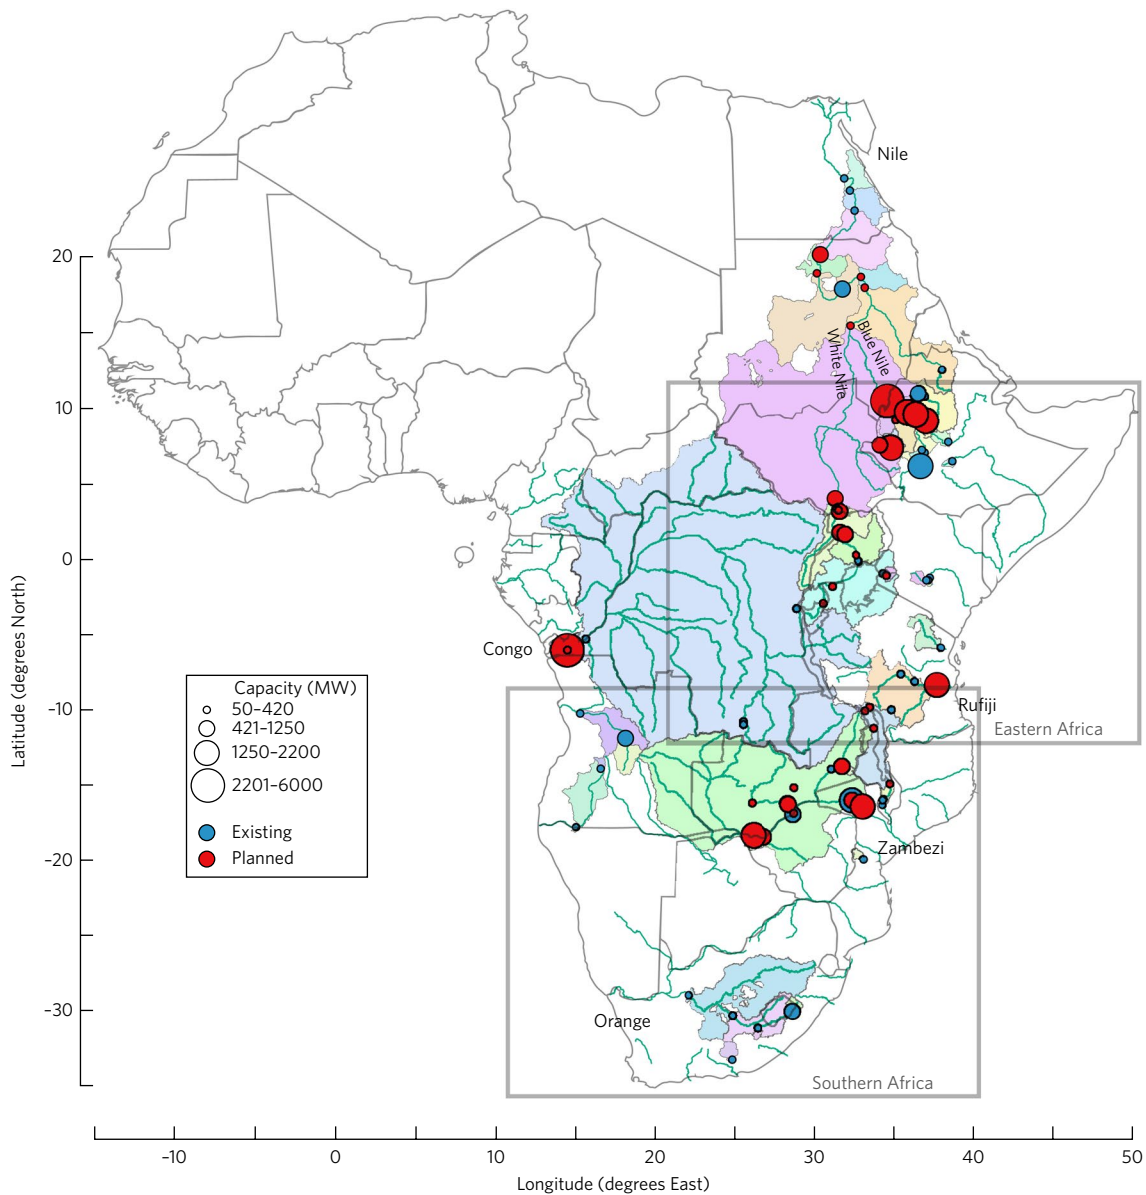 Nile
20
Blue Nile
White Nile
10
0
Latitude (degrees North)
Congo
Capacity (MW)
50–420
421–1250
1250–2200
2201–6000
Existing
Planned
-10
Rufiji
Eastern Africa
Zambezi
-20
-30
Orange
Southern Africa
-10 0 10 20 30 40 50
Longitude (degrees East)